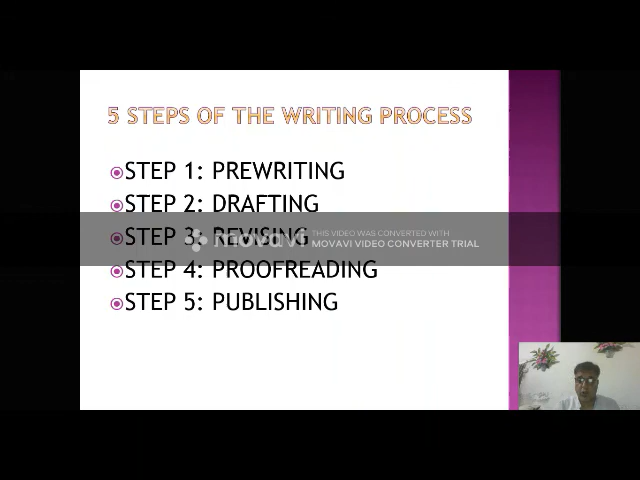 5 STEPS OF THE WRITING PROCESS
STEP 1: PREWRITING
STEP 2: DRAFTING
STEP 3: REVISING
movavi
THIS VIDEO WAS CONVERTED WITH
MOVAVI VIDEO CONVERTER TRIAL
STEP 4: PROOFREADING
STEP 5: PUBLISHING